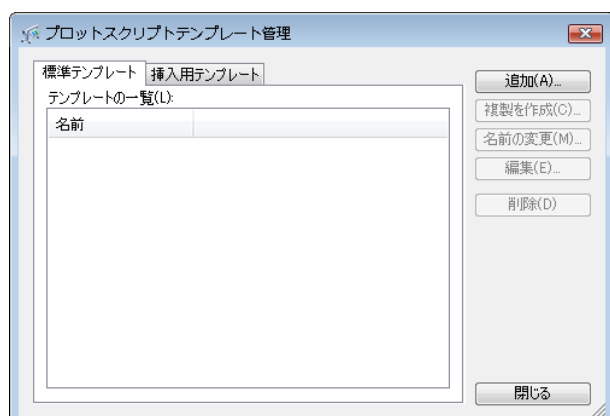 プロットスクリプトテンプレート管理
標準テンプレート 挿入用テンプレート
テンプレートの一覧(L):
名前
追加(A)...
複製を作成(C)...
名前の変更(M)...
編集(E)...
削除(D)
閉じる